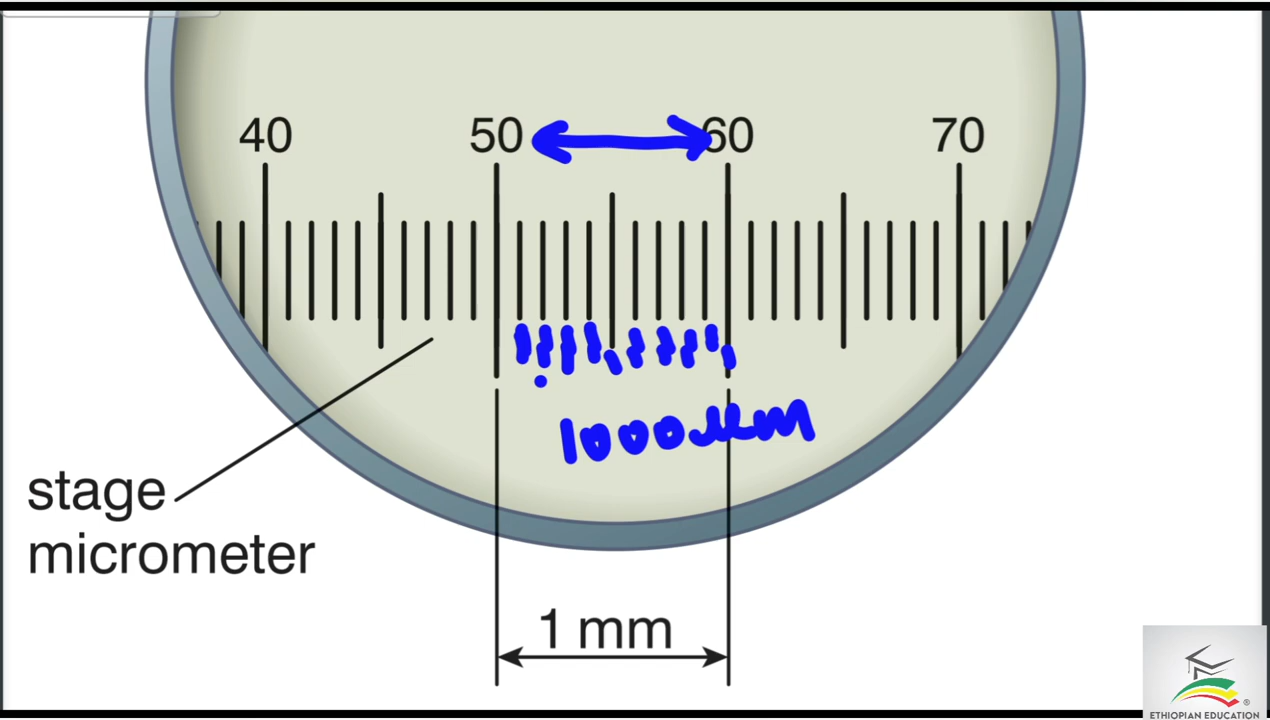 40 50 60 70
1000μm
stage
micrometer
1 mm
®
ETHIOPIAN EDUCATION